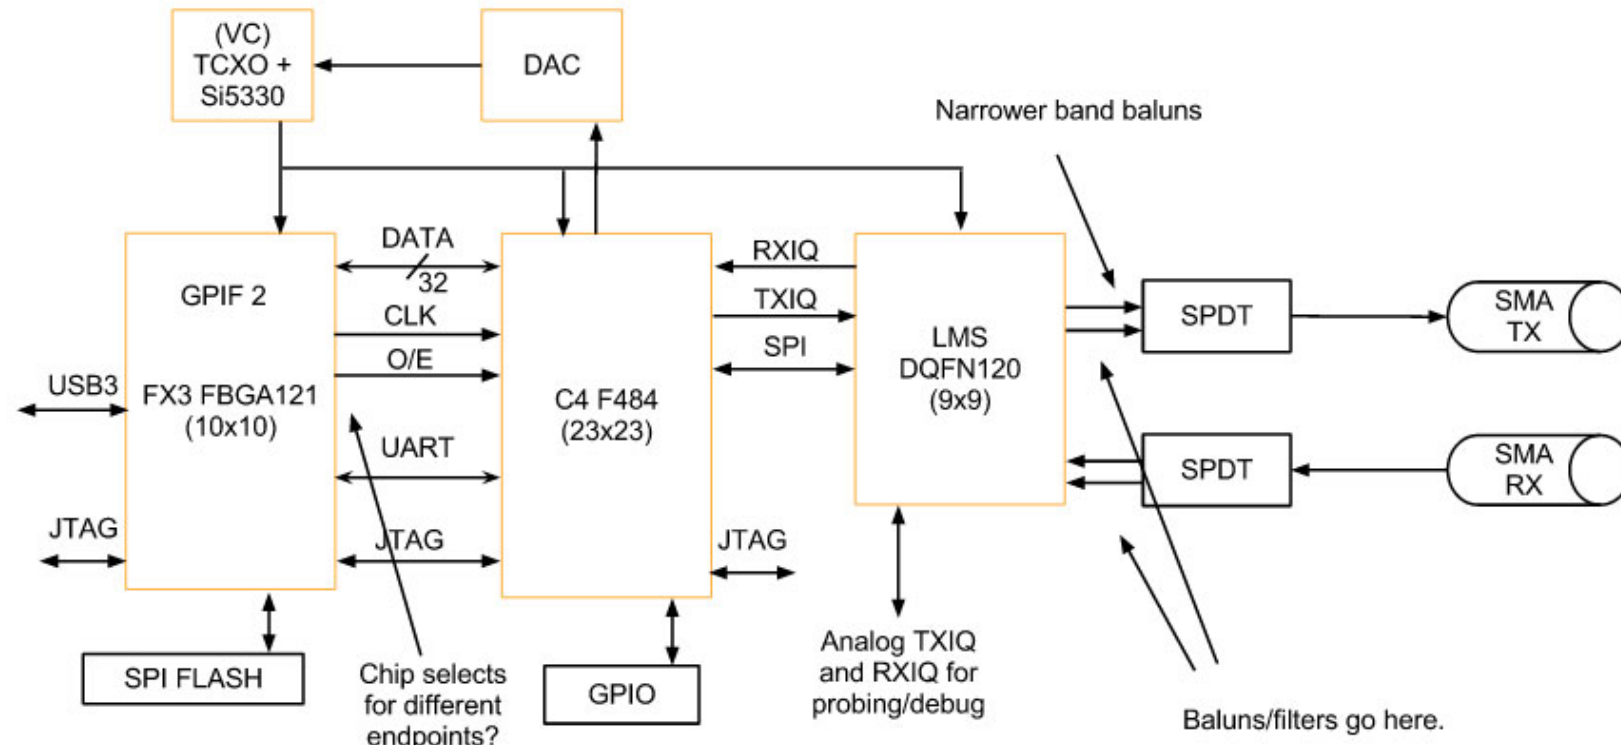 (VC)
TCXO +
Si5330
DAC
Narrower band baluns
DATA
32
GPIF 2
CLK
O/E
USB3
FX3 FBGA121
(10x10)
UART
JTAG
JTAG
SPI FLASH
Chip selects
for different
endpoints?
C4 F484
(23x23)
JTAG
GPIO
RXIQ
TXIQ
SPI
LMS
DQFN120
(9x9)
Analog TXIQ
and RXIQ for
probing/debug
SPDT
SMA
TX
SPDT
SMA
RX
Baluns/filters go here.